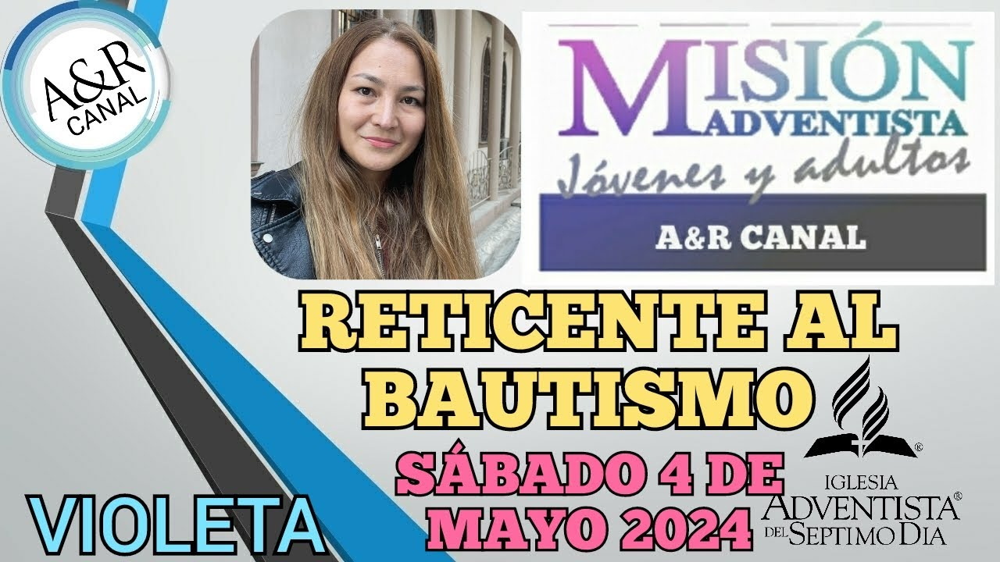 A&R
CANAL
MISIÓN
ADVENTISTA
Jóvenes y adultos
A&R CANAL
RETICENTE AL
BAUTISMO
SÁBADO 4 DE
MAYO 2024
VIOLETA
®
IGLESIA
ADVENTISTA®
DEL SEPTIMO DIA